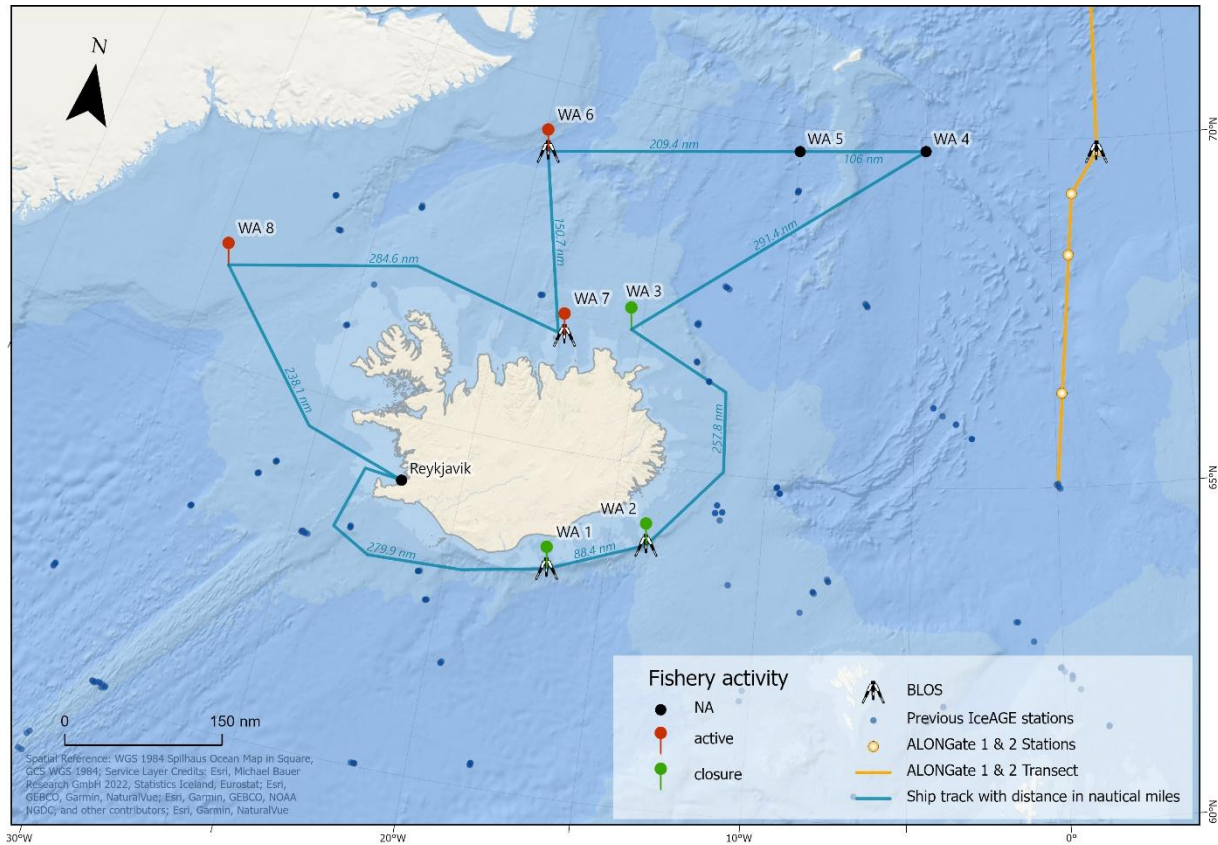 N
WA 6
70°N
209.4 nm
WA 5
106 nm
WA 4
WA 8
150.7 nm
291.4 nm
284.6 nm
WA 7
WA 3
238.1 nm
257.8 nm
Reykjavik
65°N
WA 2
WA 1
279.9 nm
88.4 nm
Fishery activity
NA
active
closure
BLOS
Previous IceAGE stations
ALONGate 1 & 2 Stations
ALONGate 1 & 2 Transect
Ship track with distance in nautical miles
0 150 nm
Spatial Reference: WGS 1984 Spilhaus Ocean Map in Square,
GCS WGS 1984; Service Layer Credits: Esri, Michael Bauer
Research GmbH 2022, Statistics Iceland, Eurostat; Esri,
GEBCO, Garmin, NaturalVue; Esri, Garmin, GEBCO, NOAA
NGDC, and other contributors; Esri, Garmin, NaturalVue
60°N
30°W 20°W 10°W 0°